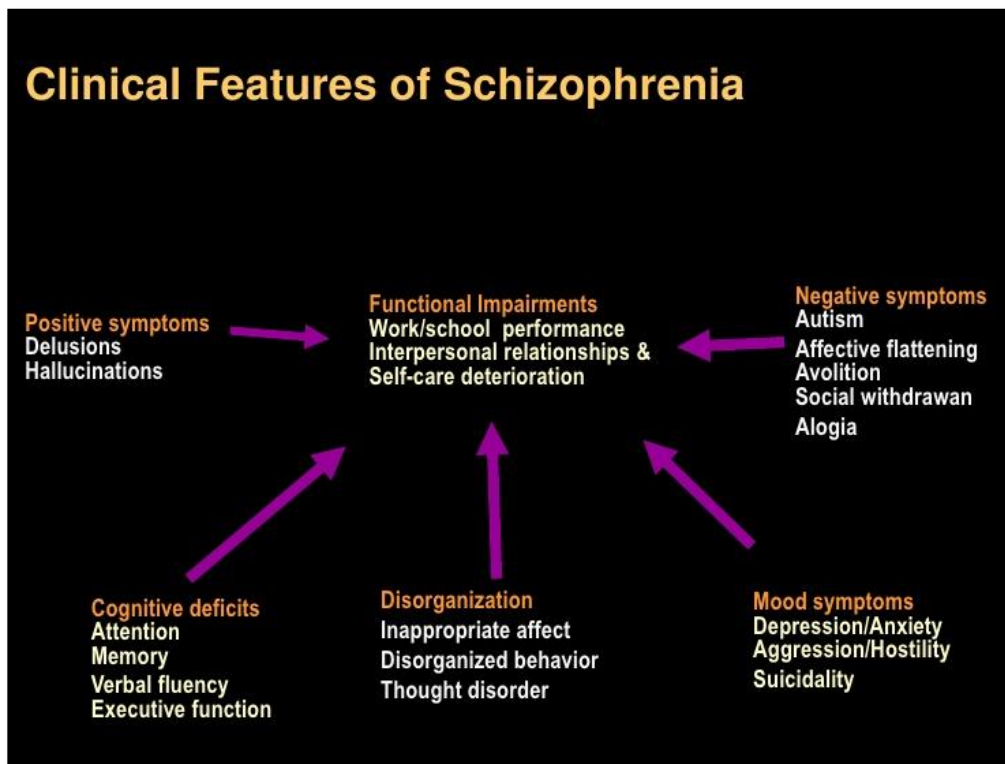 Clinical Features of Schizophrenia
Positive symptoms
Delusions
Hallucinations
Functional Impairments
Work/school performance
Interpersonal relationships &
Self-care deterioration
Negative symptoms
Autism
Affective flattening
Avolition
Social withdrawan
Alogia
Cognitive deficits
Attention
Memory
Verbal fluency
Executive function
Disorganization
Inappropriate affect
Disorganized behavior
Thought disorder
Mood symptoms
Depression/Anxiety
Aggression/Hostility
Suicidality